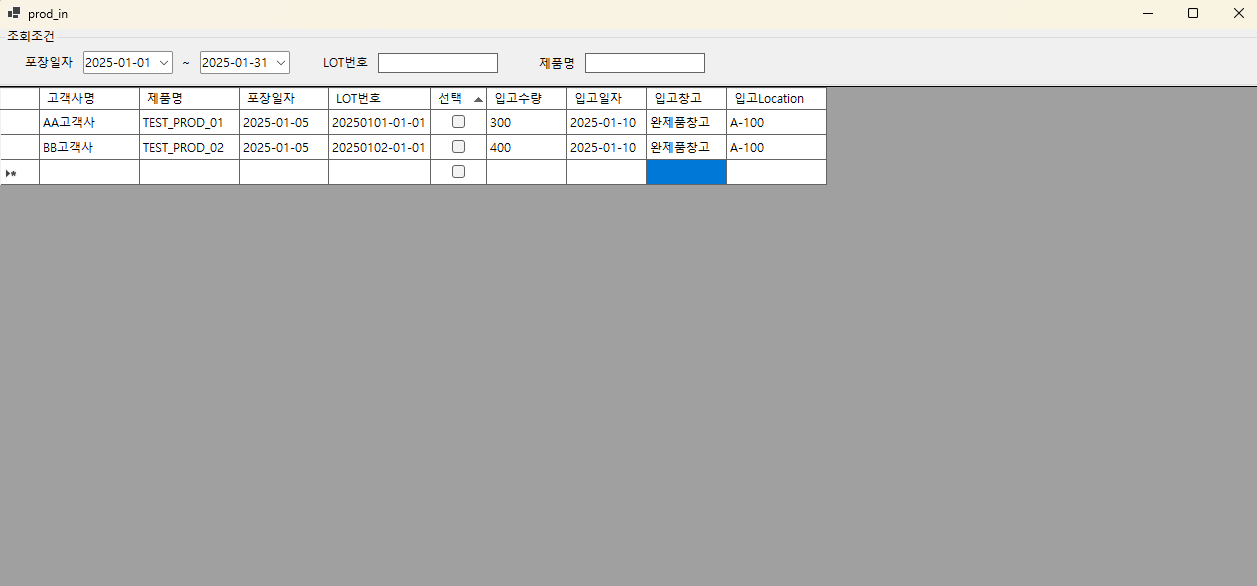 prod_in
조회조건
포장일자 2025-01-01 ~ 2025-01-31 LOT번호 제품명
고객사명 제품명 포장일자 LOT번호 선택 입고수량 입고일자 입고창고 입고Location
AA고객사 TEST_PROD_01 2025-01-05 20250101-01-01 300 2025-01-10 완제품창고 A-100
BB고객사 TEST_PROD_02 2025-01-05 20250102-01-01 400 2025-01-10 완제품창고 A-100